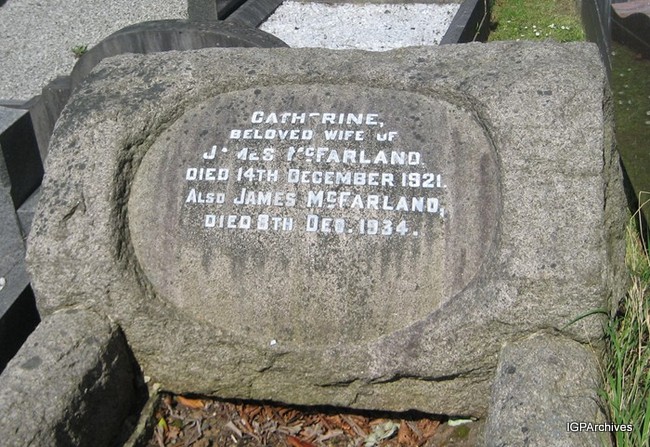 CATHERINE,
BELOVED WIFE OF
JAMES McFARLAND.
DIED 14TH DECEMBER 1921.
ALSO JAMES McFARLAND,
DIED 8TH DEC. 1934.
IGPArchives